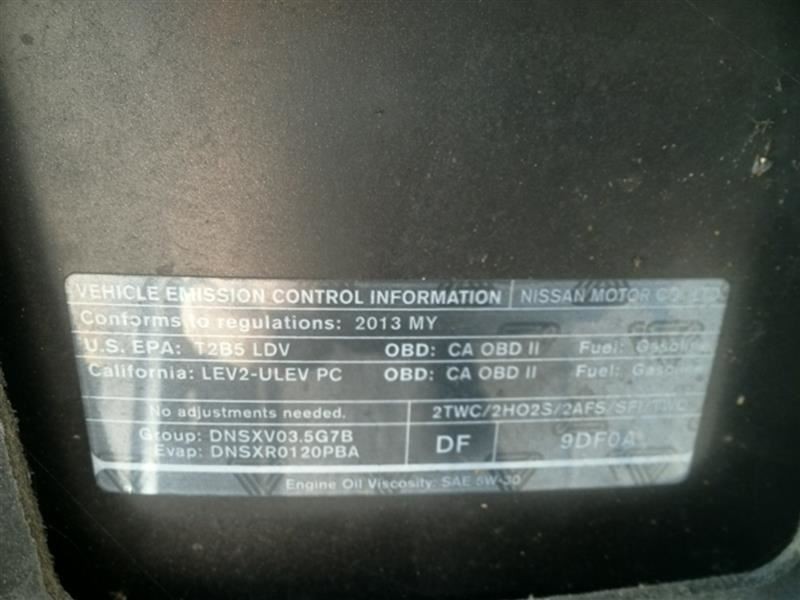 VEHICLE EMISSION CONTROL INFORMATION NISSAN MOTOR CO., LTD.
Conforms to regulations: 2013 MY
U.S. EPA: T2B5 LDV OBD: CA OBD II Fuel: Gasoline
California: LEV2-ULEV PC OBD: CA OBD II Fuel: Gasoline
No adjustments needed. 2TWC/2HO2S/2AFS/SFI/TWC
Group: DNSXV03.5G7B
Evap: DNSXR0120PBA
DF 9DF0A
Engine Oil Viscosity: SAE 5W-30